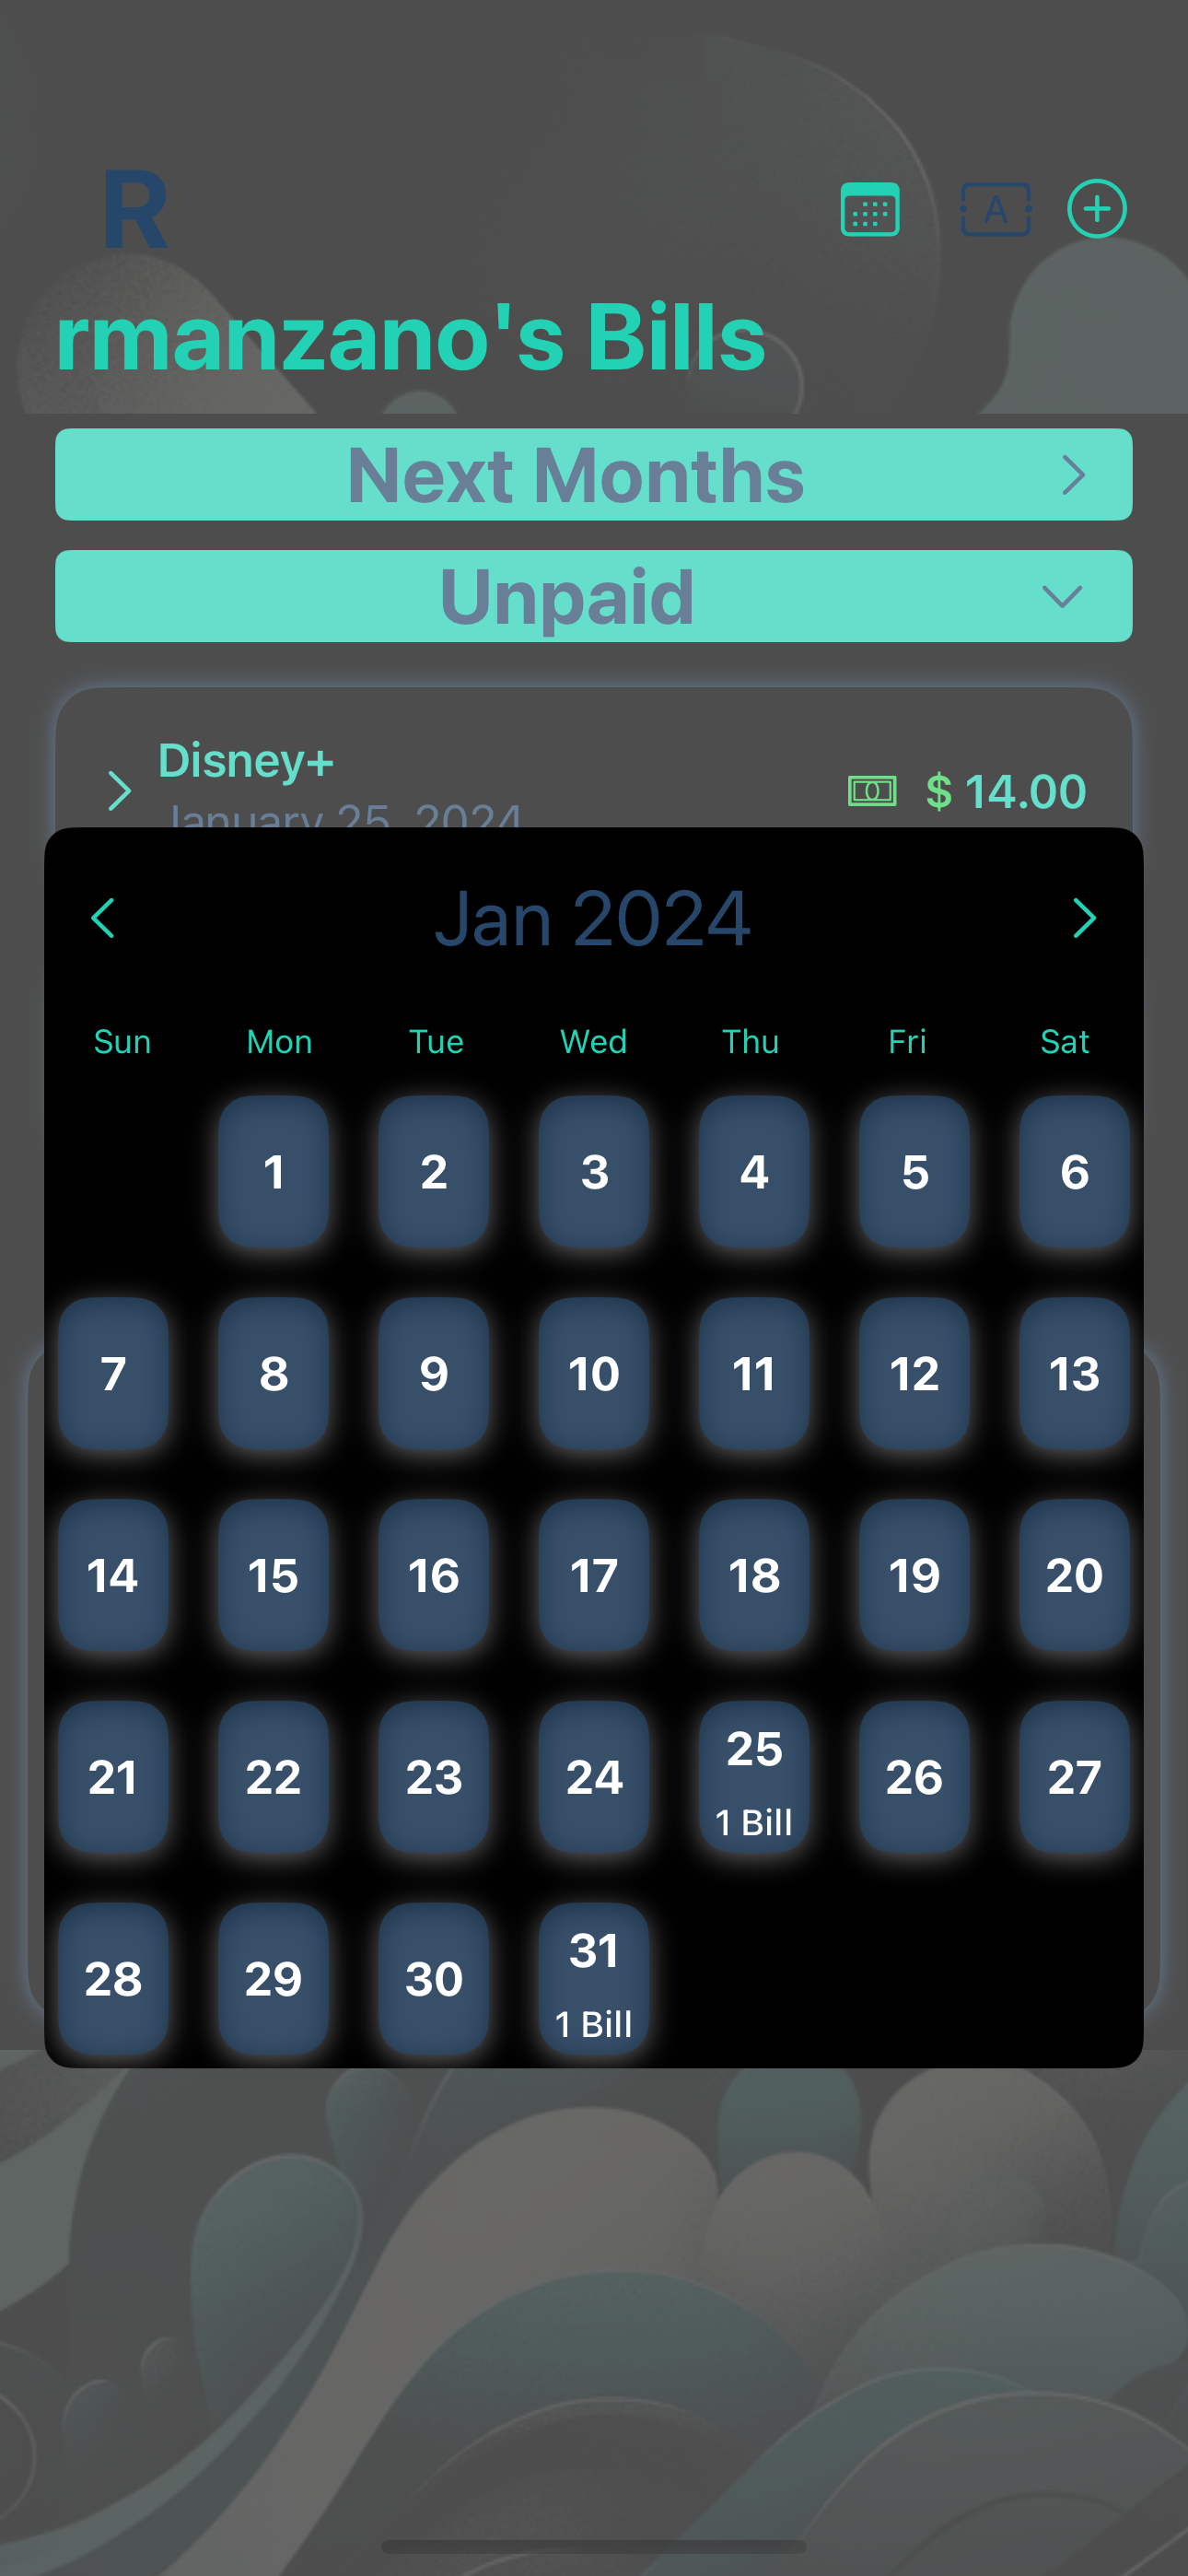 R
A
rmanzano's Bills
Next Months
Unpaid
Disney+
$ 14.00
January 25, 2024
Jan 2024
Sun Mon Tue Wed Thu Fri Sat
1 2 3 4 5 6
7 8 9 10 11 12 13
14 15 16 17 18 19 20
21 22 23 24 25 26 27
1 Bill
28 29 30 31
1 Bill